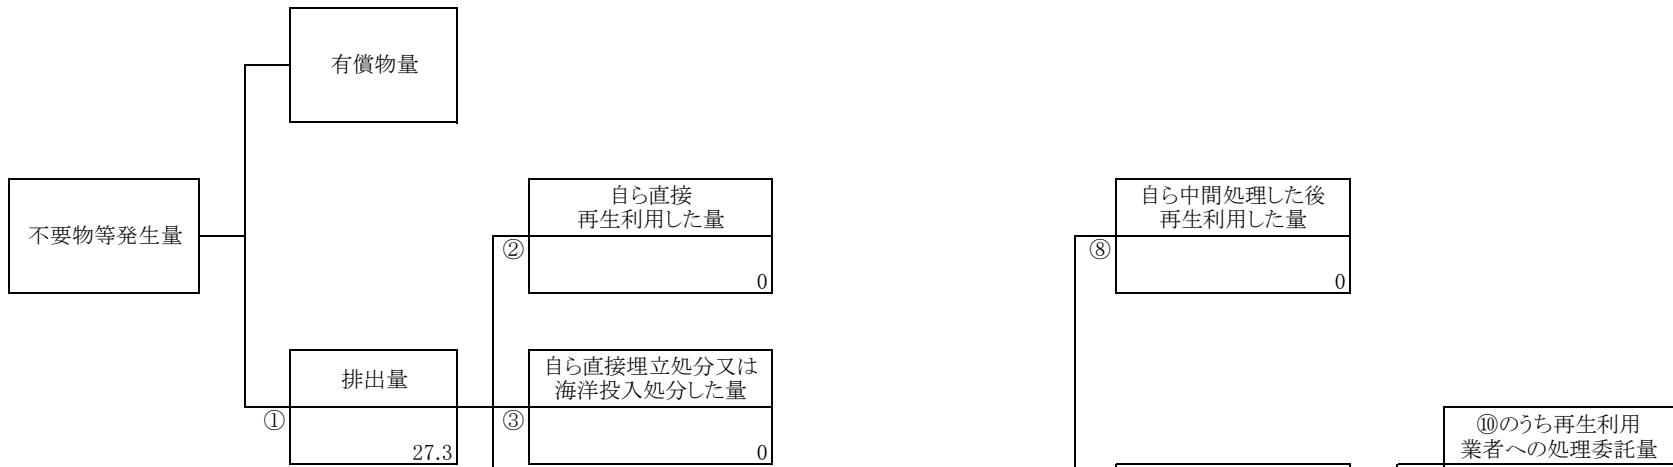 有償物量
不要物等発生量
自ら直接
再生利用した量
②
0
自ら中間処理した後
再生利用した量
⑧
0
排出量
①
27.3
自ら直接埋立処分又は
海洋投入処分した量
③
0
⑩のうち再生利用
業者への処理委託量